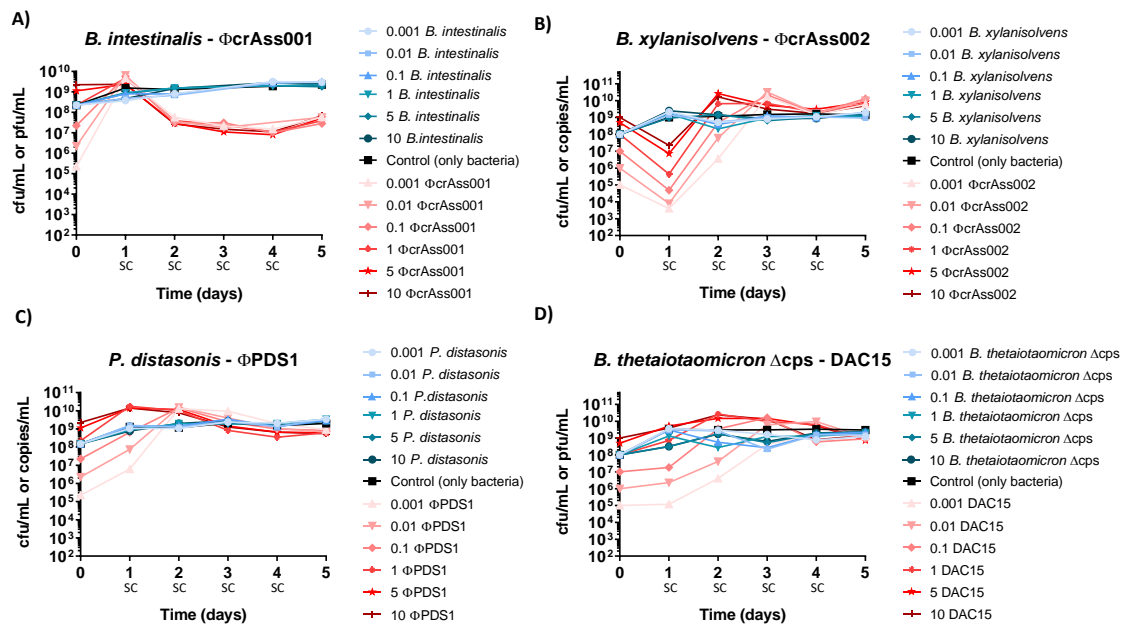 A)
B. intestinalis - ΦcrAss001
cfu/mL or pfu/mL
10^10
10^9
10^8
10^7
10^6
10^5
10^4
10^3
10^2
0 1 2 3 4 5
SC SC SC SC
Time (days)
0.001 B. intestinalis
0.01 B. intestinalis
0.1 B. intestinalis
1 B. intestinalis
5 B. intestinalis
10 B.intestinalis
Control (only bacteria)
0.001 ΦcrAss001
0.01 ΦcrAss001
0.1 ΦcrAss001
1 ΦcrAss001
5 ΦcrAss001
10 ΦcrAss001
B)
B. xylanisolvens - ΦcrAss002
cfu/mL or copies/mL
10^11
10^10
10^9
10^8
10^7
10^6
10^5
10^4
10^3
10^2
0 1 2 3 4 5
SC SC SC SC
Time (days)
0.001 B. xylanisolvens
0.01 B. xylanisolvens
0.1 B. xylanisolvens
1 B. xylanisolvens
5 B. xylanisolvens
10 B. xylanisolvens
Control (only bacteria)
0.001 ΦcrAss002
0.01 ΦcrAss002
0.1 ΦcrAss002
1 ΦcrAss002
5 ΦcrAss002
10 ΦcrAss002
C)
P. distasonis - ΦPDS1
cfu/mL or copies/mL
10^11
10^10
10^9
10^8
10^7
10^6
10^5
10^4
10^3
10^2
0 1 2 3 4 5
SC SC SC SC
Time (days)
0.001 P. distasonis
0.01 P. distasonis
0.1 P.distasonis
1 P. distasonis
5 P. distasonis
10 P. distasonis
Control (only bacteria)
0.001 ΦPDS1
0.01 ΦPDS1
0.1 ΦPDS1
1 ΦPDS1
5 ΦPDS1
10 ΦPDS1
D)
B. thetaiotaomicron Δcps - DAC15
cfu/mL or pfu/mL
10^11
10^10
10^9
10^8
10^7
10^6
10^5
10^4
10^3
10^2
0 1 2 3 4 5
SC SC SC SC
Time (days)
0.001 B. thetaiotaomicron Δcps
0.01 B. thetaiotaomicron Δcps
0.1 B. thetaiotaomicron Δcps
1 B. thetaiotaomicron Δcps
5 B. thetaiotaomicron Δcps
10 B. thetaiotaomicron Δcps
Control (only bacteria)
0.001 DAC15
0.01 DAC15
0.1 DAC15
1 DAC15
5 DAC15
10 DAC15